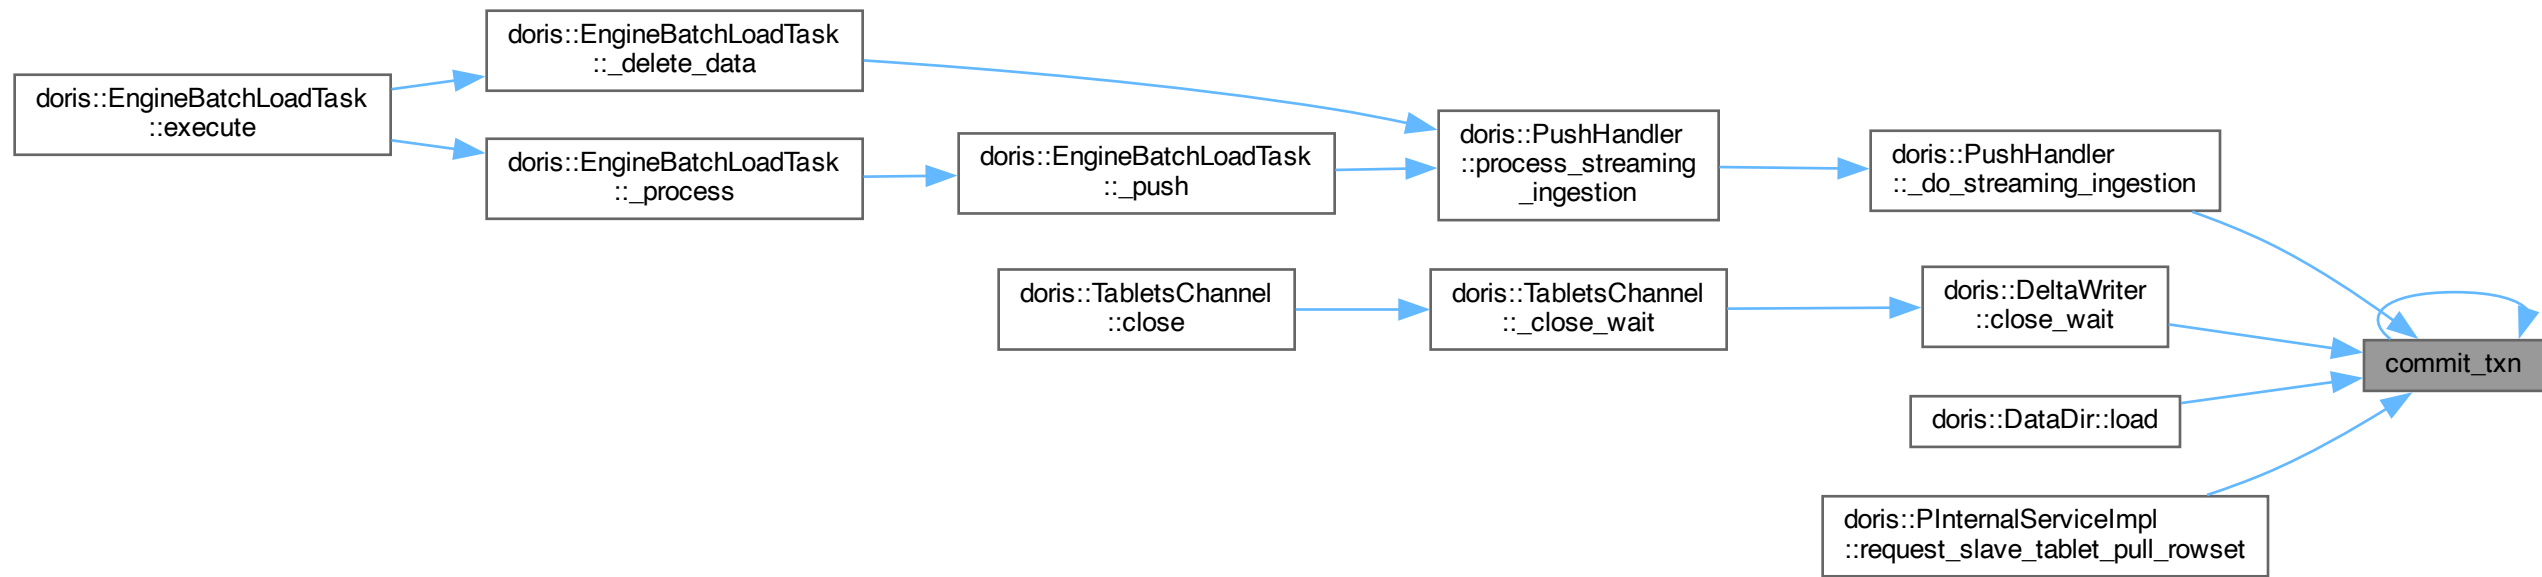 doris::EngineBatchLoadTask
::execute
doris::EngineBatchLoadTask
::_delete_data
doris::EngineBatchLoadTask
::_process
doris::EngineBatchLoadTask
::_push
doris::PushHandler
::process_streaming
_ingestion
doris::PushHandler
::_do_streaming_ingestion
doris::TabletsChannel
::close
doris::TabletsChannel
::_close_wait
doris::DeltaWriter
::close_wait
commit_txn
doris::DataDir::load
doris::PInternalServiceImpl
::request_slave_tablet_pull_rowset